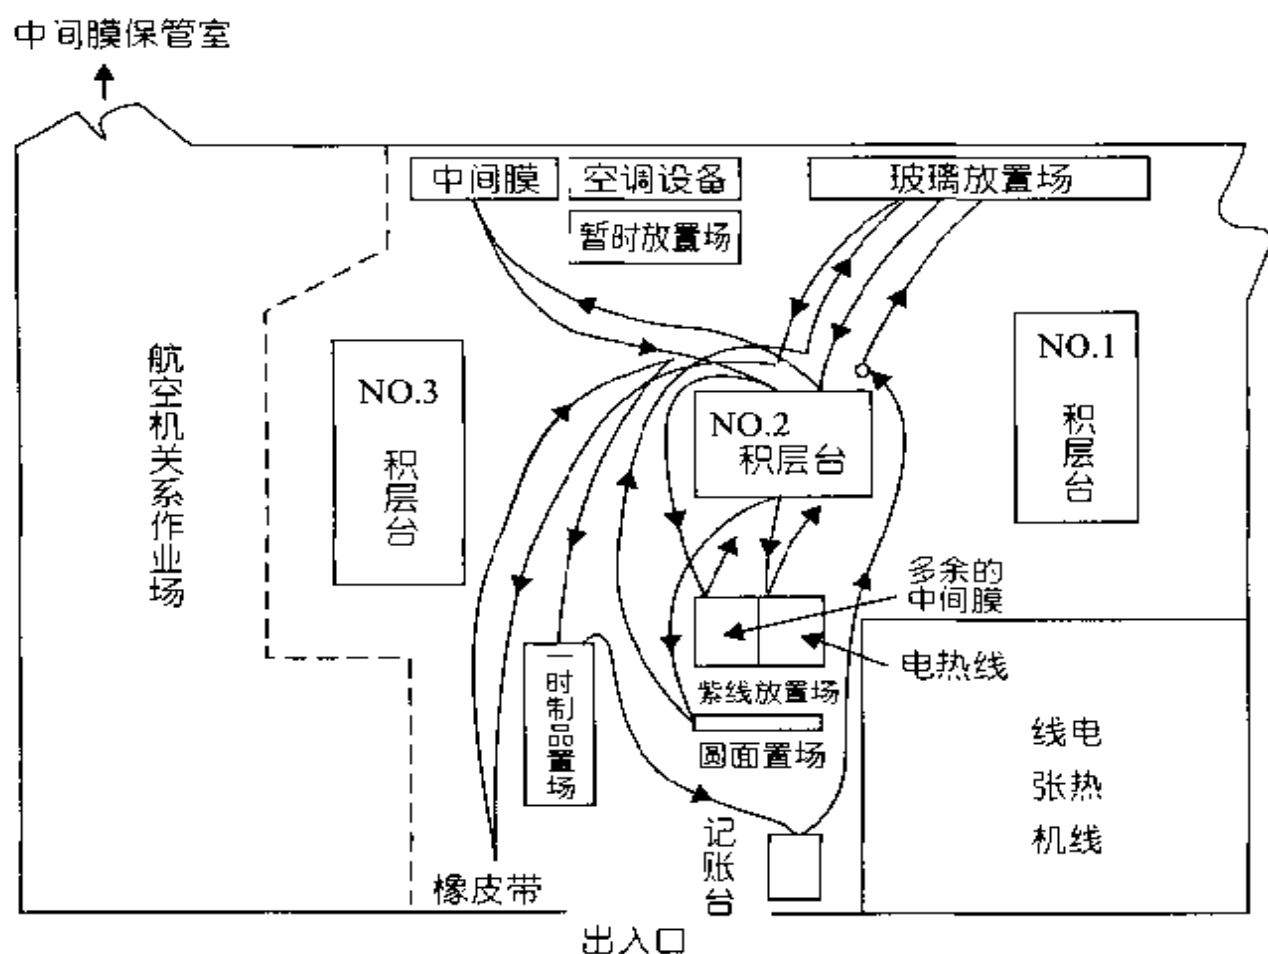 中间膜保管室
中间膜
空调设备
玻璃放置场
暂时放置场
航空机关系作业场
NO.3
积层台
NO.2
积层台
NO.1
积层台
多余的
中间膜
电热线
一时制品置场
紫线放置场
圆面置场
线电
张热
机线
记账台
橡皮带
出入口